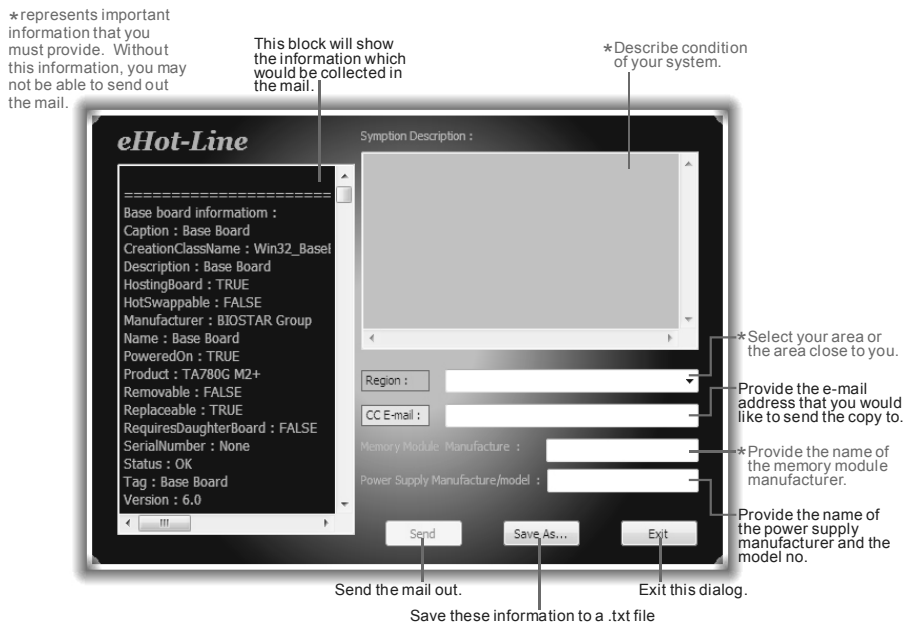 *represents important
information that you
must provide. Without
this information, you may
not be able to send out
the mail.
This block will show
the information which
would be collected in
the mail.
*Describe condition
of your system.
eHot-Line
=======================
Base board informatiom :
Caption : Base Board
CreationClassName : Win32_BaseI
Description : Base Board
HostingBoard : TRUE
HotSwappable : FALSE
Manufacturer : BIOSTAR Group
Name : Base Board
PoweredOn : TRUE
Product : TA780G M2+
Removable : FALSE
Replaceable : TRUE
RequiresDaughterBoard : FALSE
SerialNumber : None
Status : OK
Tag : Base Board
Version : 6.0
Symption Description :
Region :
CC E-mail :
Memory Module Manufacture :
Power Supply Manufacture/model :
Send
Save As...
Exit
*Select your area or
the area close to you.
Provide the e-mail
address that you would
like to send the copy to.
*Provide the name of
the memory module
manufacturer.
Provide the name of
the power supply
manufacturer and the
model no.
Send the mail out.
Exit this dialog.
Save these information to a .txt file